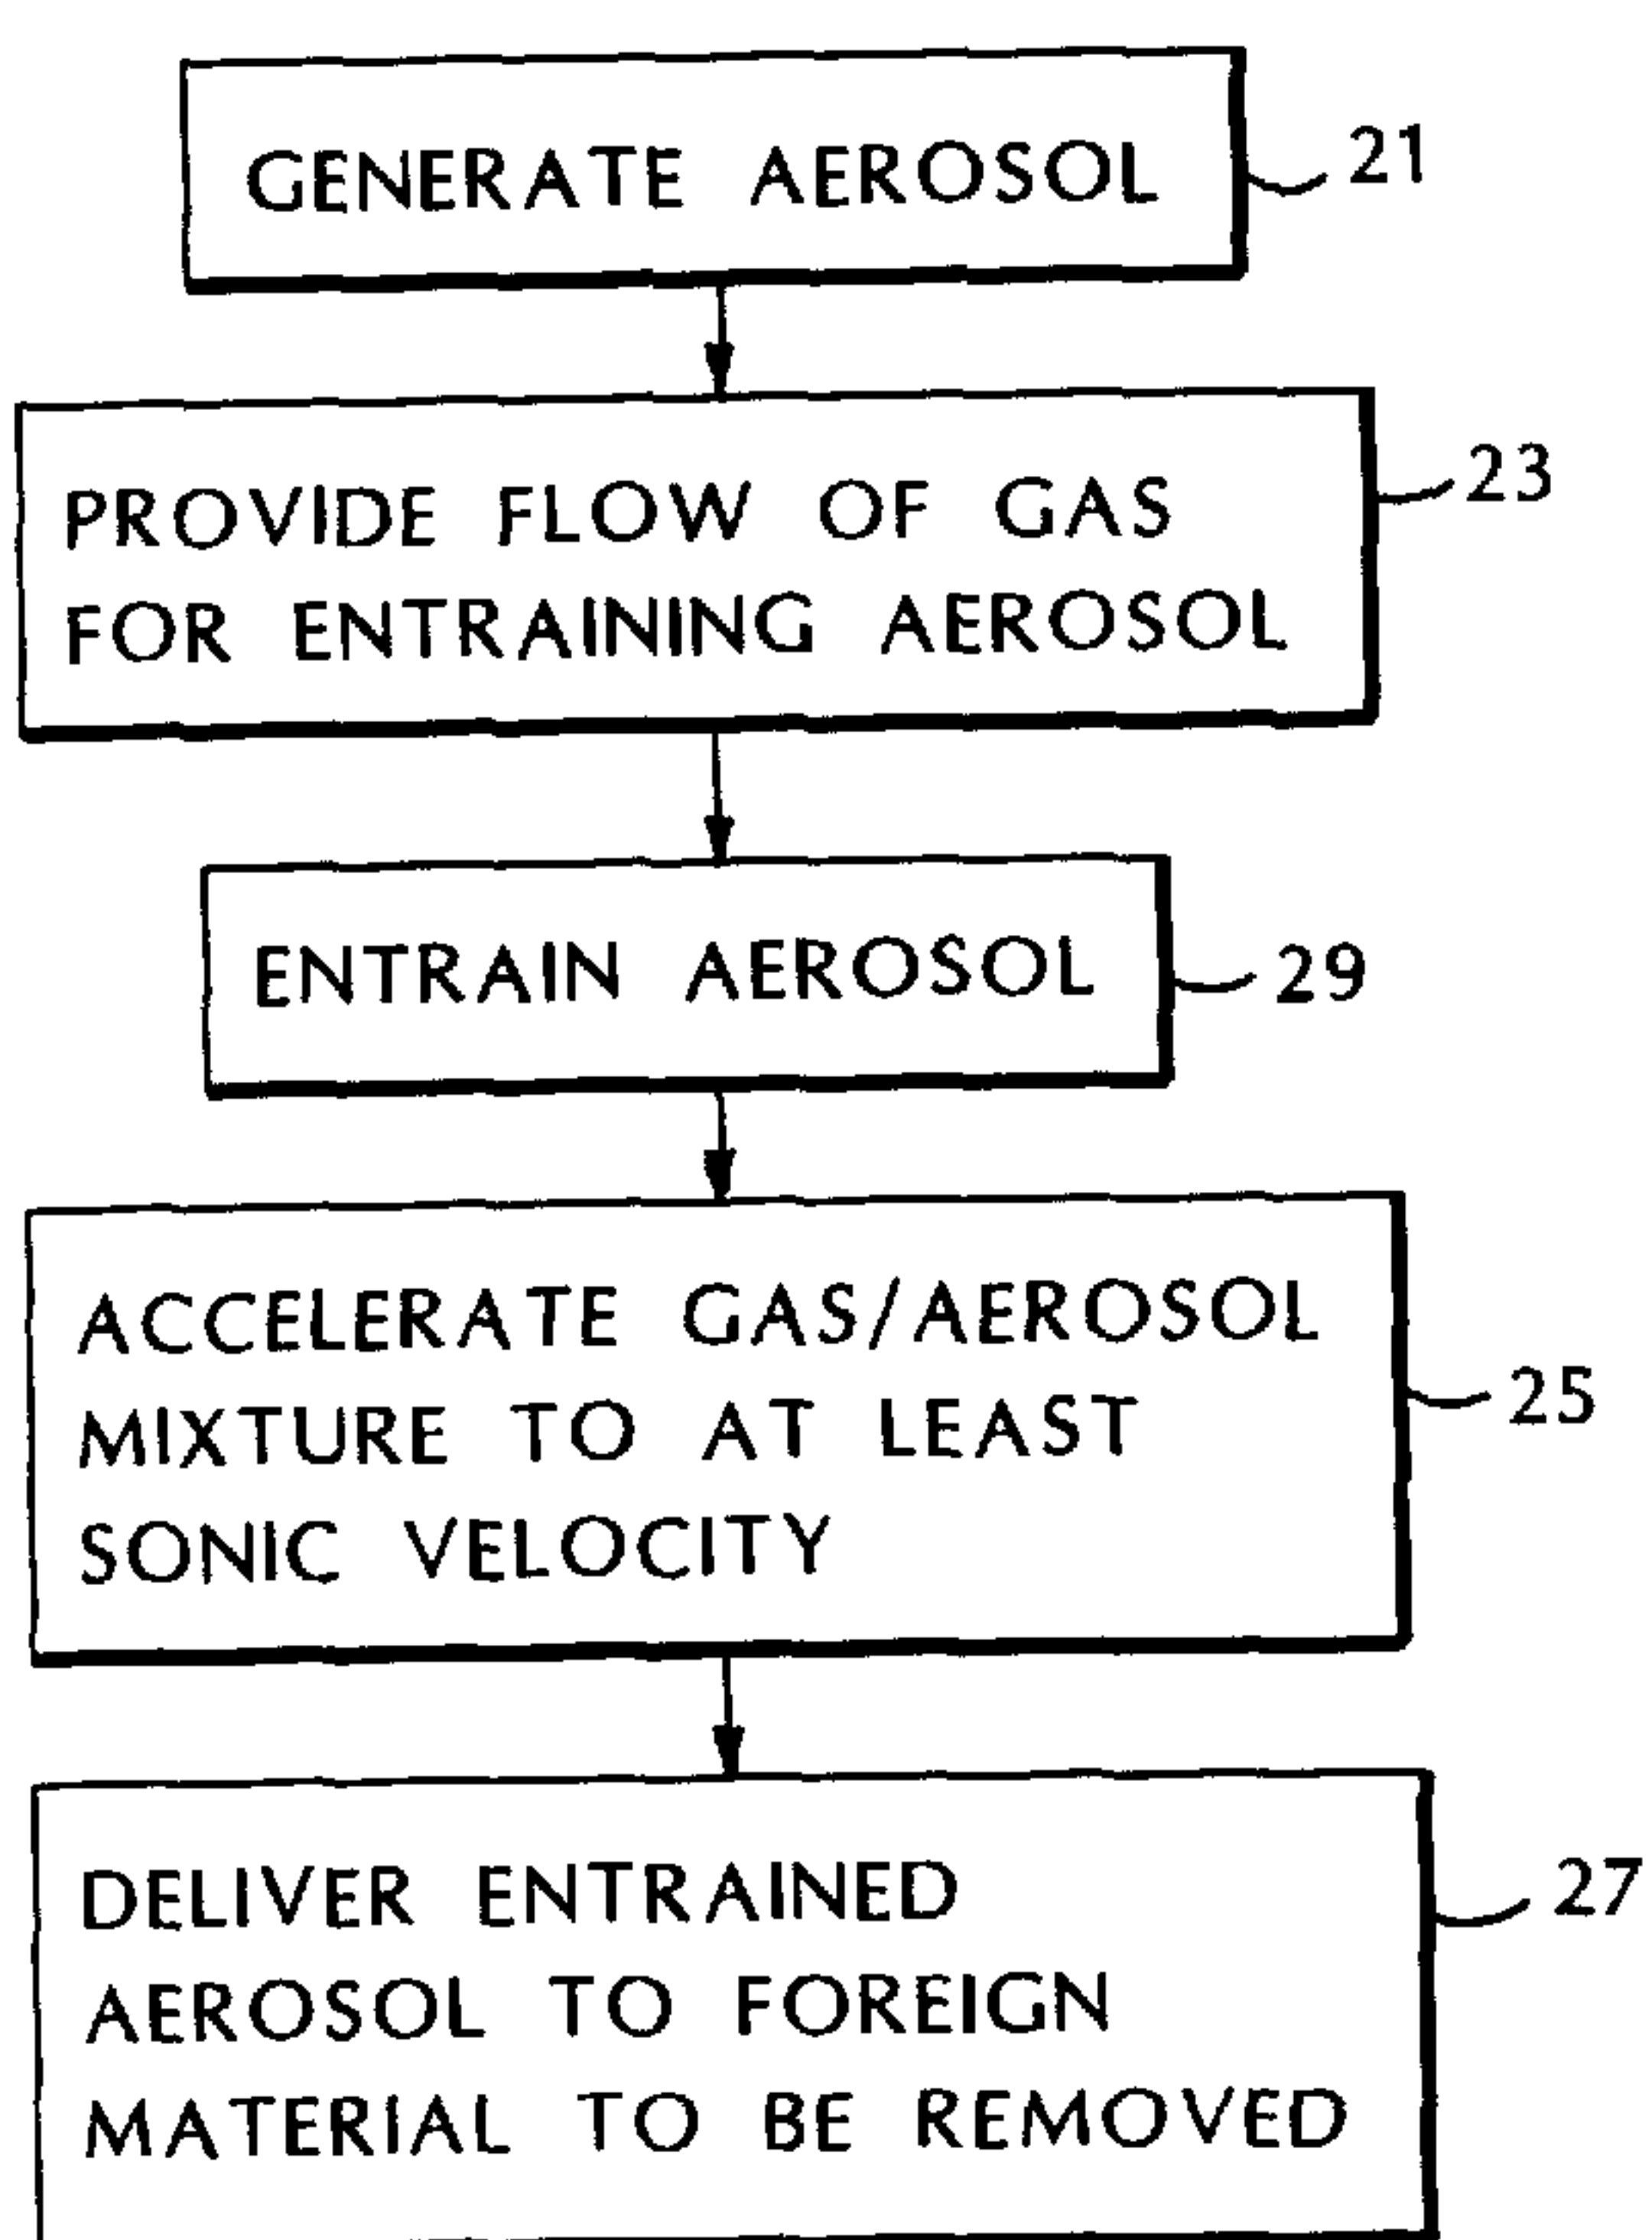 GENERATE AEROSOL 21
PROVIDE FLOW OF GAS 23
FOR ENTRAINING AEROSOL
ENTRAIN AEROSOL 29
ACCELERATE GAS/AEROSOL
MIXTURE TO AT LEAST 25
SONIC VELOCITY
DELIVER ENTRAINED 27
AEROSOL TO FOREIGN
MATERIAL TO BE REMOVED